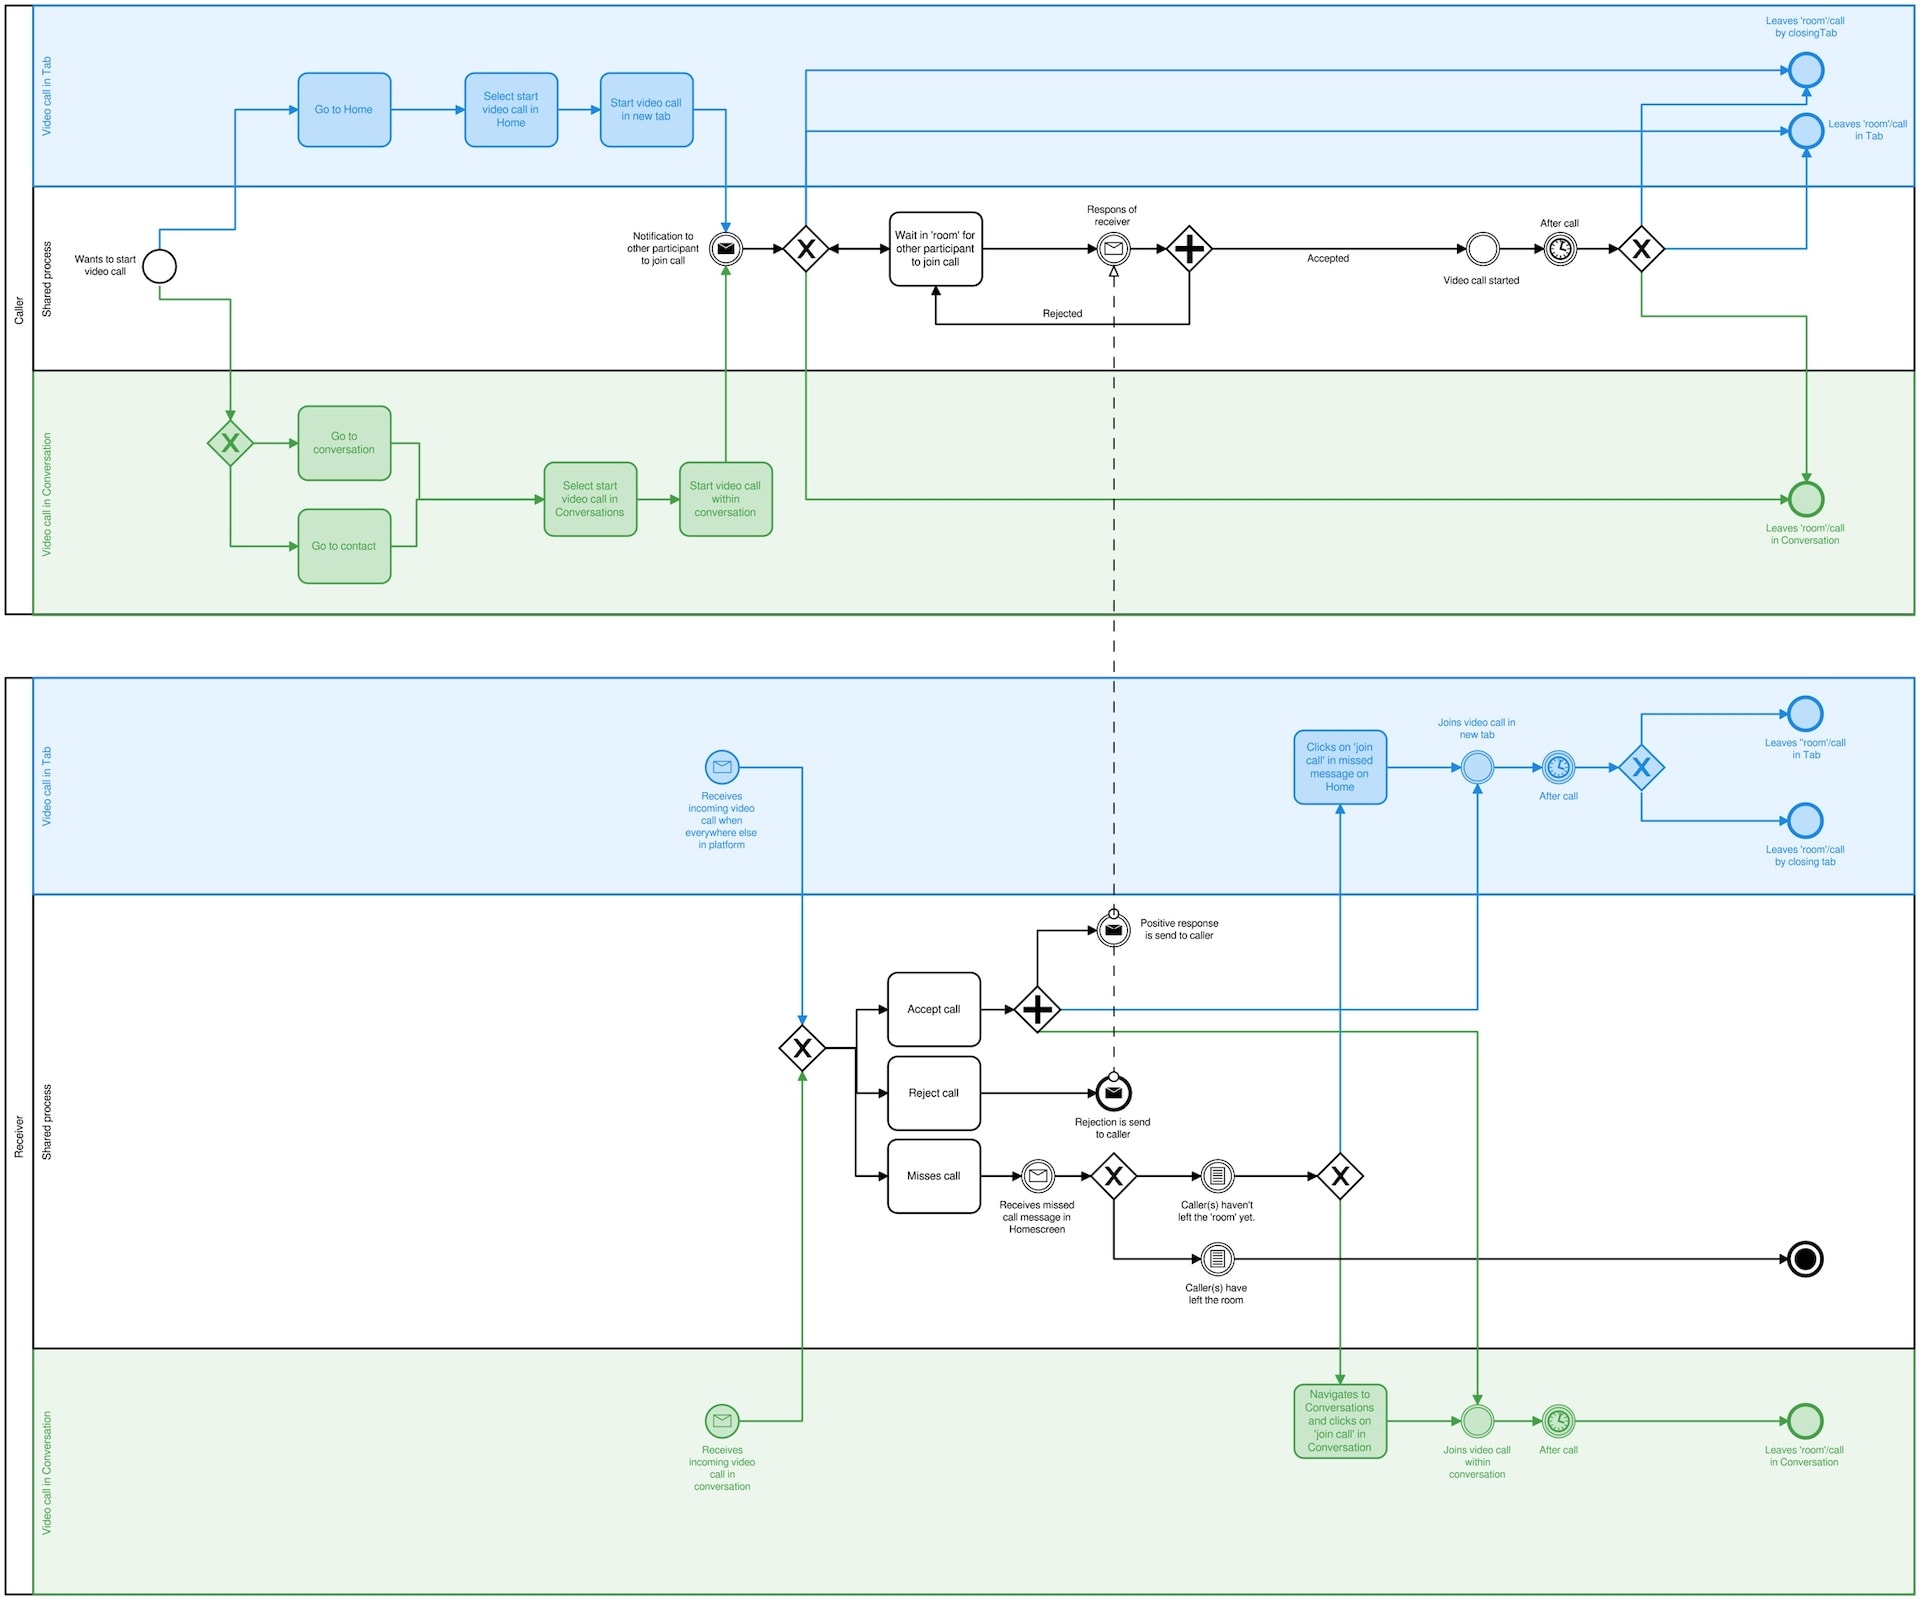 Caller
Video call in Tab
Go to Home
Select start
video call in
Home
Start video call
in new tab
Leaves 'room'/call
by closingTab
Leaves 'room'/call
in Tab
Shared process
Wants to start
video call
Notification to
other participant
to join call
X
Wait in 'room' for
other participant
to join call
Respons of
receiver
Rejected
Accepted
Video call started
After call
X
Video call in Conversation
X
Go to
conversation
Go to contact
Select start
video call in
Conversations
Start video call
within
conversation
Leaves 'room'/call
in Conversation
Receiver
Video call in Tab
Receives
incoming video
call when
everywhere else
in platform
Clicks on 'join
call' in missed
message on
Home
Joins video call in
new tab
After call
X
Leaves "room'/call
in Tab
Leaves 'room'/call
by closing tab
Shared process
X
Accept call
Positive response
is send to caller
Reject call
Rejection is send
to caller
Misses call
Receives missed
call message in
Homescreen
X
Caller(s) haven't
left the 'room' yet.
X
Caller(s) have
left the room
Video call in Conversation
Receives
incoming video
call in
conversation
Navigates to
Conversations
and clicks on
'join call' in
Conversation
Joins video call
within
conversation
After call
Leaves 'room'/call
in Conversation